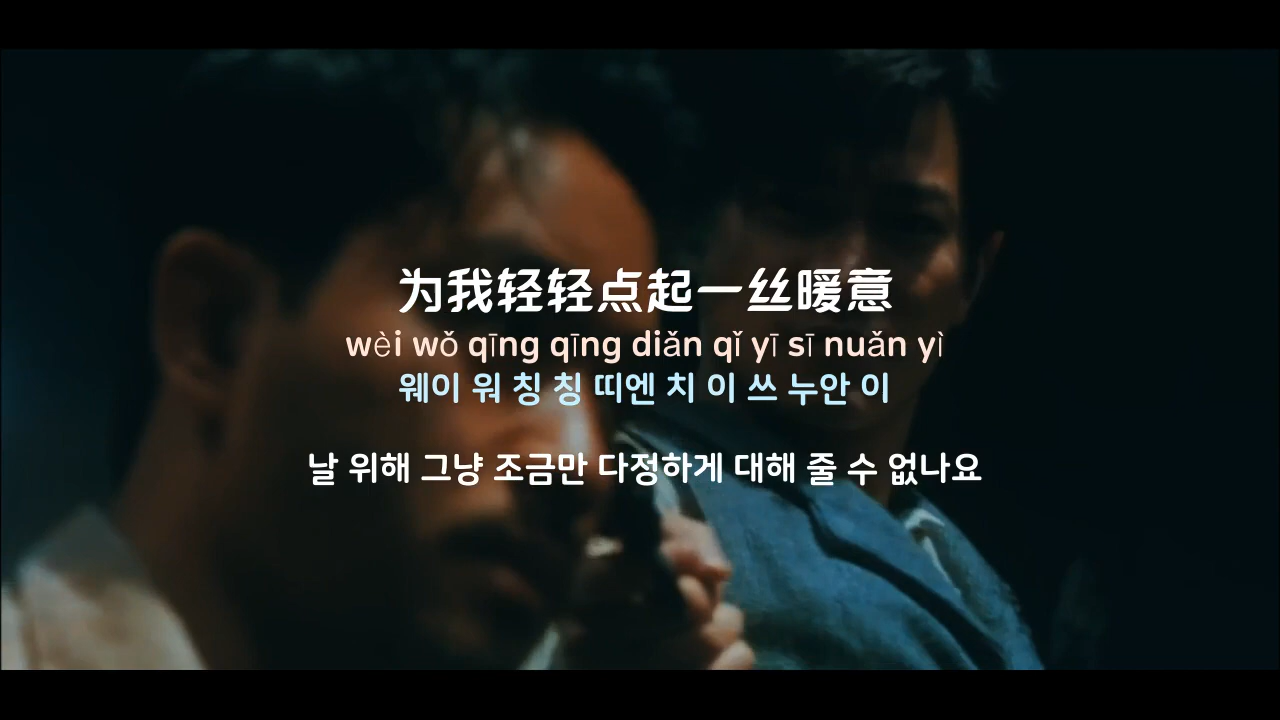 为我轻轻点起一丝暖意
wèi wǒ qīng qīng diǎn qǐ yī sī nuǎn yì
웨이 워 칭 칭 띠엔 치 이 쓰 누안 이
날 위해 그냥 조금만 다정하게 대해 줄 수 없나요